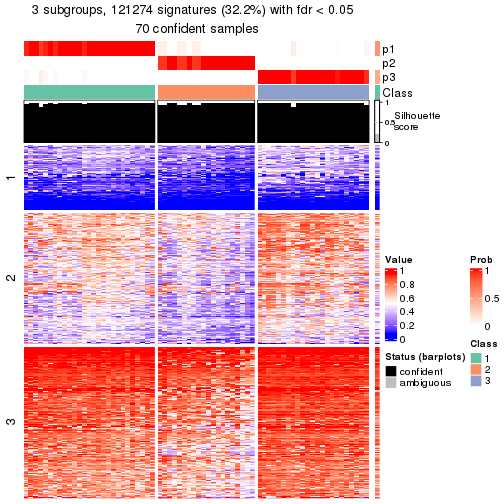 3 subgroups, 121274 signatures (32.2%) with fdr < 0.05
70 confident samples
p1
p2
p3
Class
1
0.5
0
Silhouette
score
1
2
3
Value
1
0.8
0.6
0.4
0.2
0
Prob
1
0.5
0
Status (barplots)
confident
ambiguous
Class
1
2
3